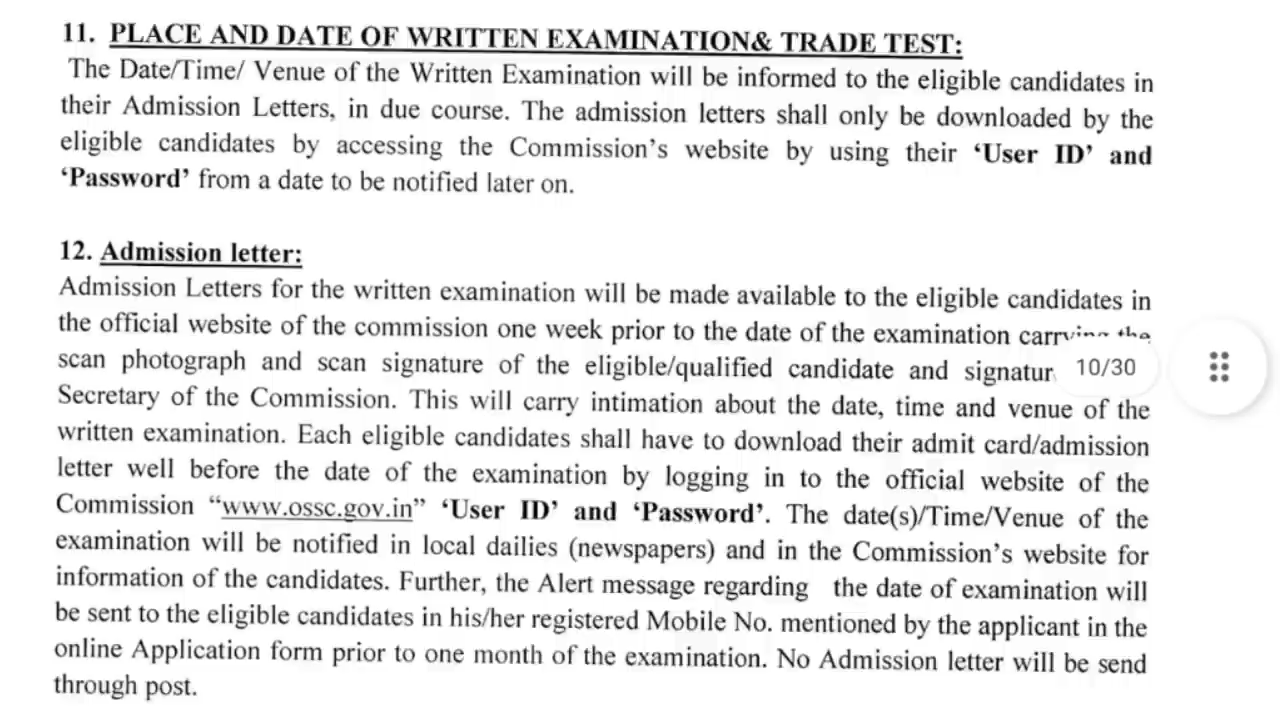 11. PLACE AND DATE OF WRITTEN EXAMINATION& TRADE TEST:
The Date/Time/ Venue of the Written Examination will be informed to the eligible candidates in
their Admission Letters, in due course. The admission letters shall only be downloaded by the
eligible candidates by accessing the Commission's website by using their ‘User ID’ and
‘Password’ from a date to be notified later on.
12. Admission letter:
Admission Letters for the written examination will be made available to the eligible candidates in
the official website of the commission one week prior to the date of the examination carrying the
scan photograph and scan signature of the eligible/qualified candidate and signatur
10/30
Secretary of the Commission. This will carry intimation about the date, time and venue of the
written examination. Each eligible candidates shall have to download their admit card/admission
letter well before the date of the examination by logging in to the official website of the
Commission “www.ossc.gov.in” ‘User ID’ and ‘Password’. The date(s)/Time/Venue of the
examination will be notified in local dailies (newspapers) and in the Commission’s website for
information of the candidates. Further, the Alert message regarding the date of examination will
be sent to the eligible candidates in his/her registered Mobile No. mentioned by the applicant in the
online Application form prior to one month of the examination. No Admission letter will be send
through post.